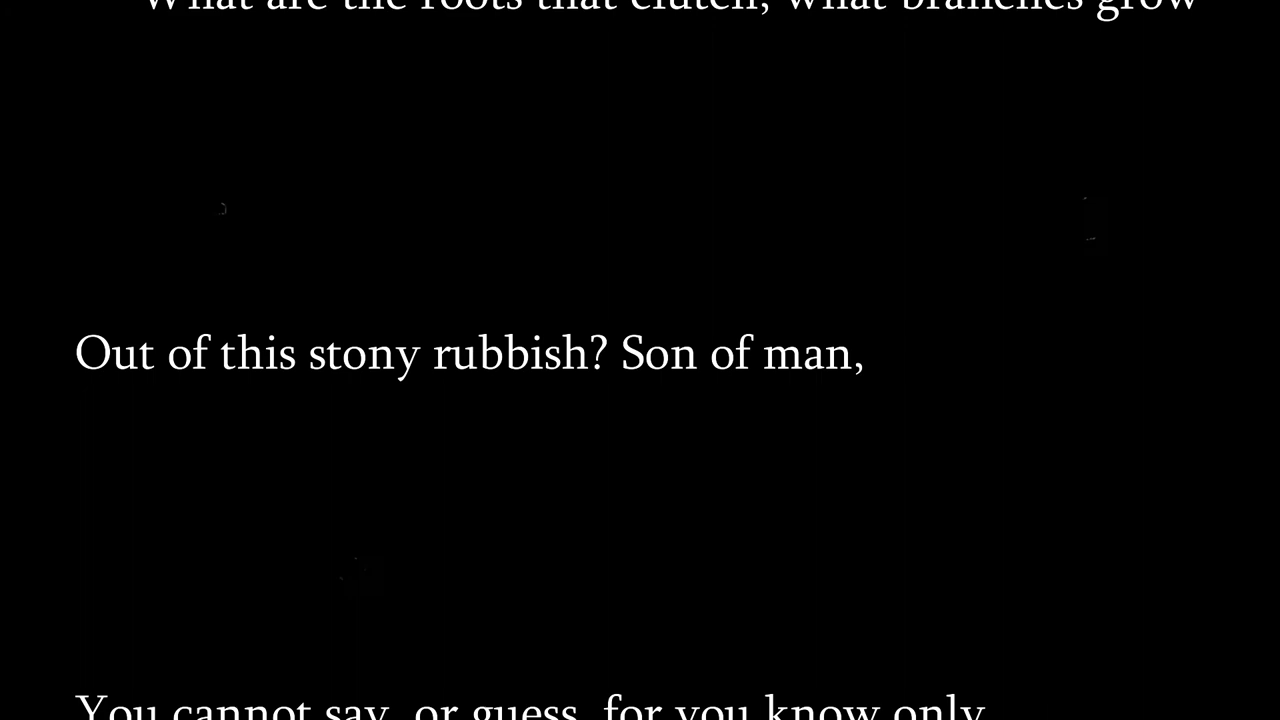 What are the roots that clutch, what branches grow
Out of this stony rubbish? Son of man,
You cannot say, or guess, for you know only